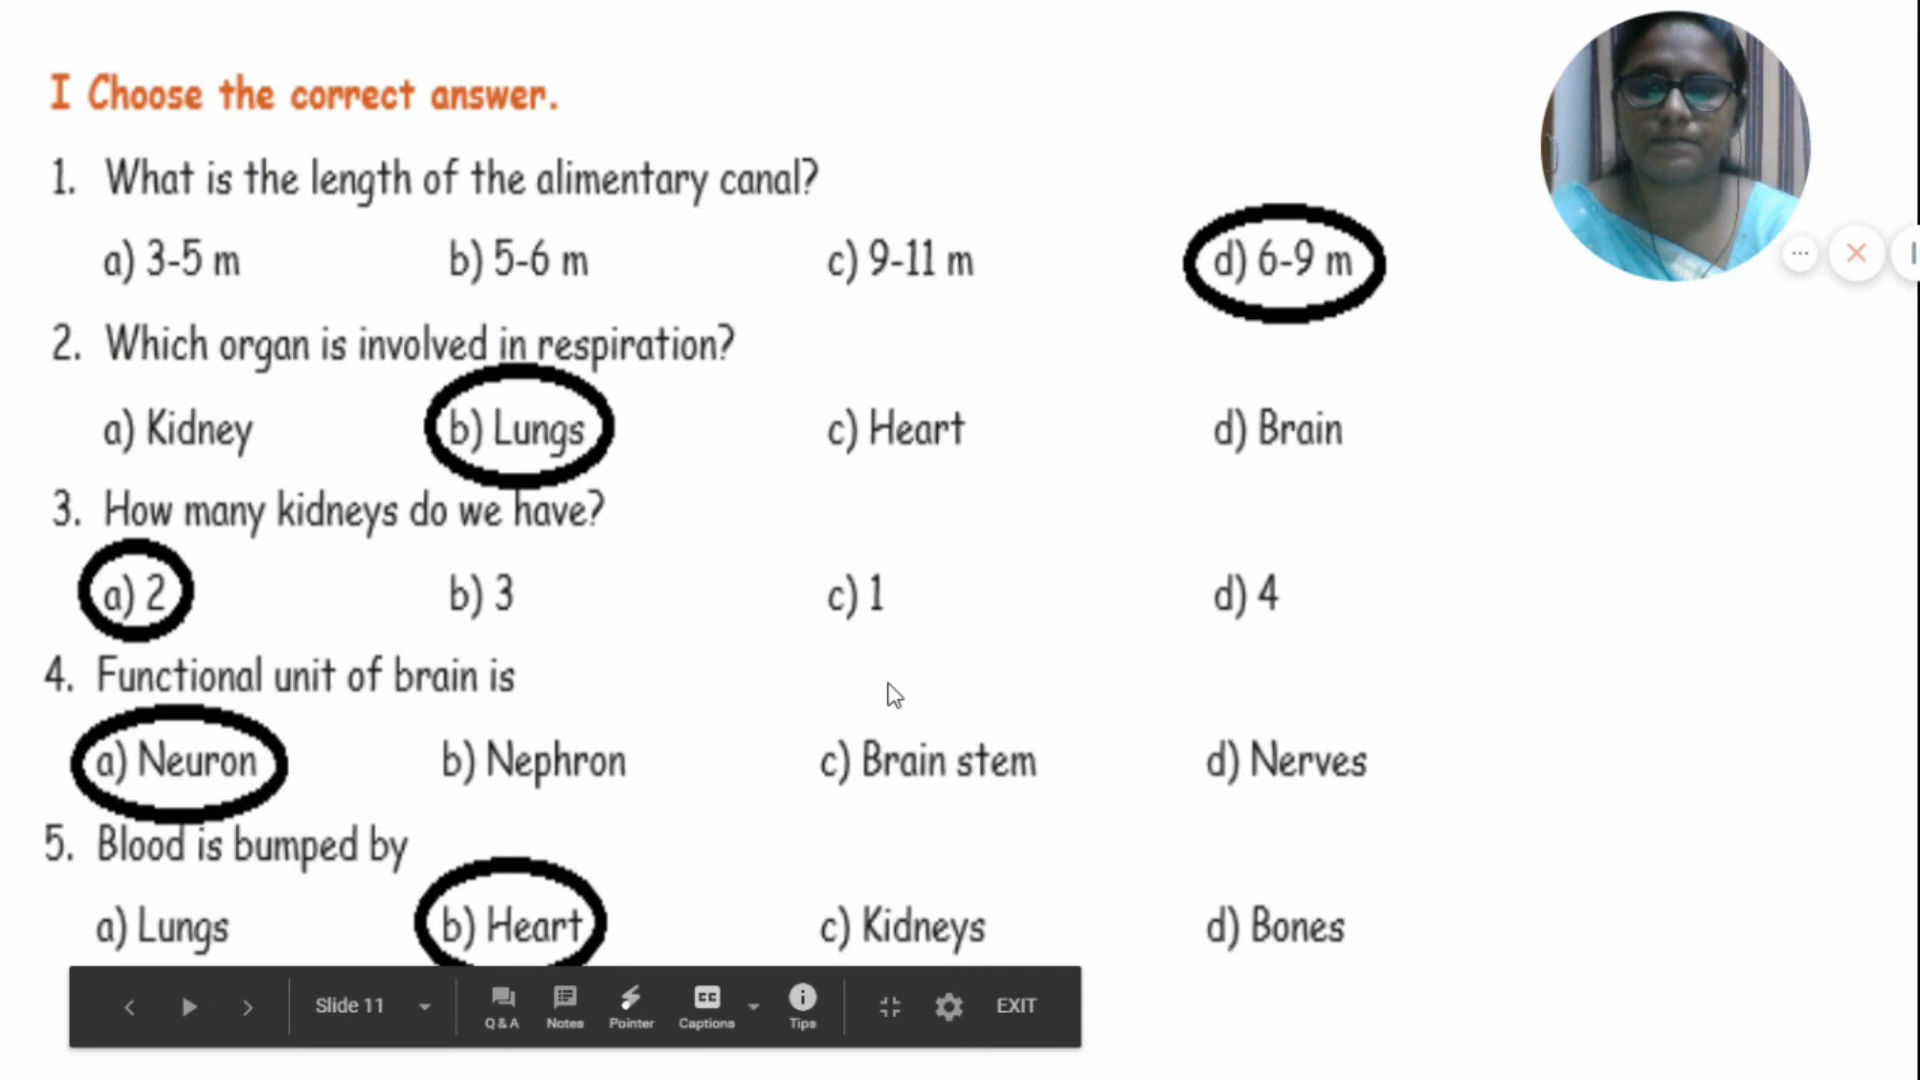 I Choose the correct answer.
1. What is the length of the alimentary canal?
a) 3-5 m b) 5-6 m c) 9-11 m d) 6-9 m
2. Which organ is involved in respiration?
a) Kidney b) Lungs c) Heart d) Brain
3. How many kidneys do we have?
a) 2 b) 3 c) 1 d) 4
4. Functional unit of brain is
a) Neuron b) Nephron c) Brain stem d) Nerves
5. Blood is bumped by
a) Lungs b) Heart c) Kidneys d) Bones
Slide 11 Q & A Notes Pointer CC Captions Tips EXIT